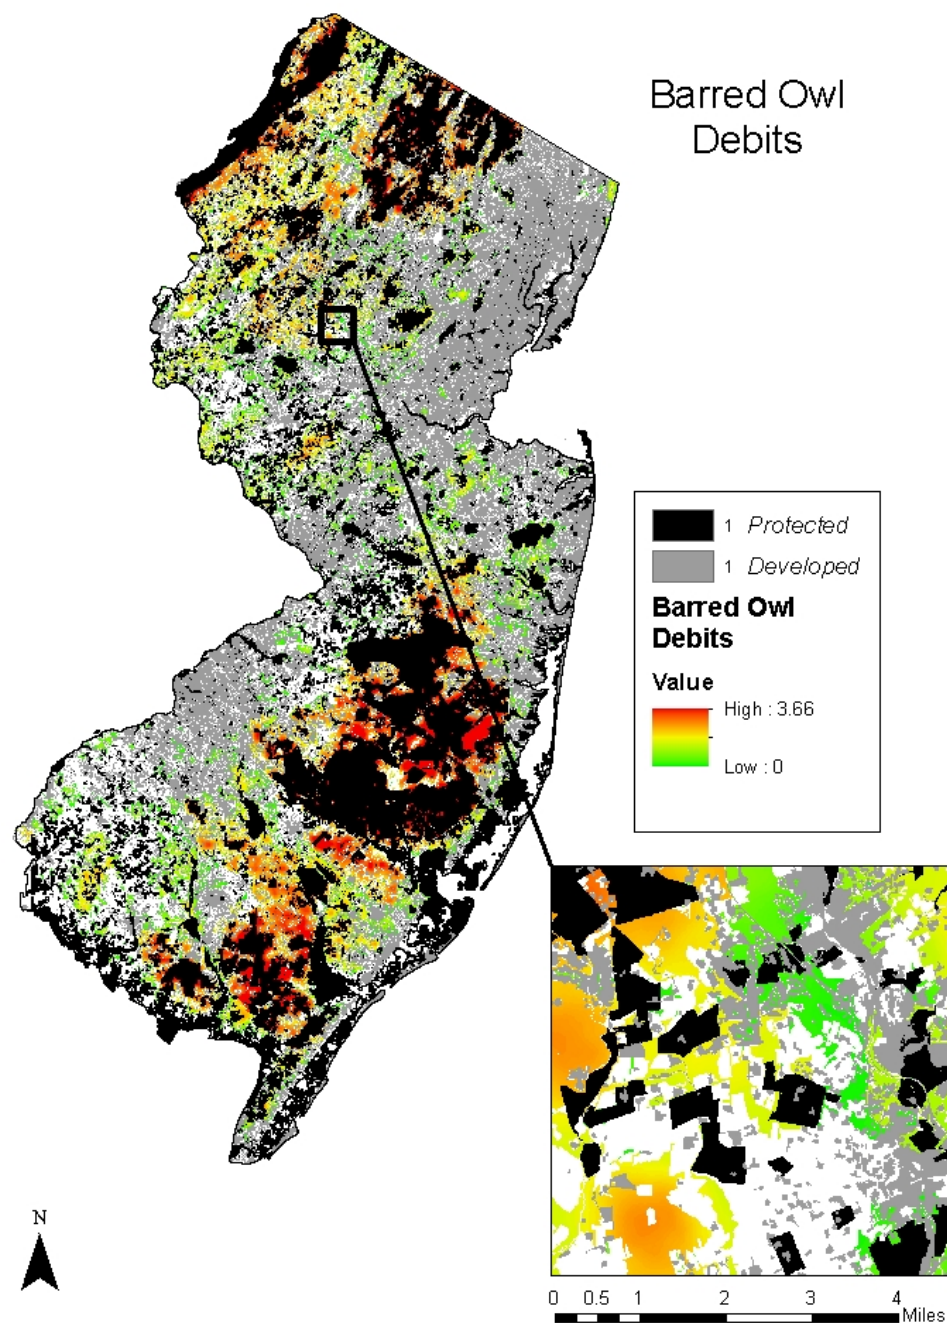 Barred Owl
Debits
1 Protected
1 Developed
Barred Owl
Debits
Value
High : 3.66
Low : 0
N
0 0.5 1 2 3 4
Miles